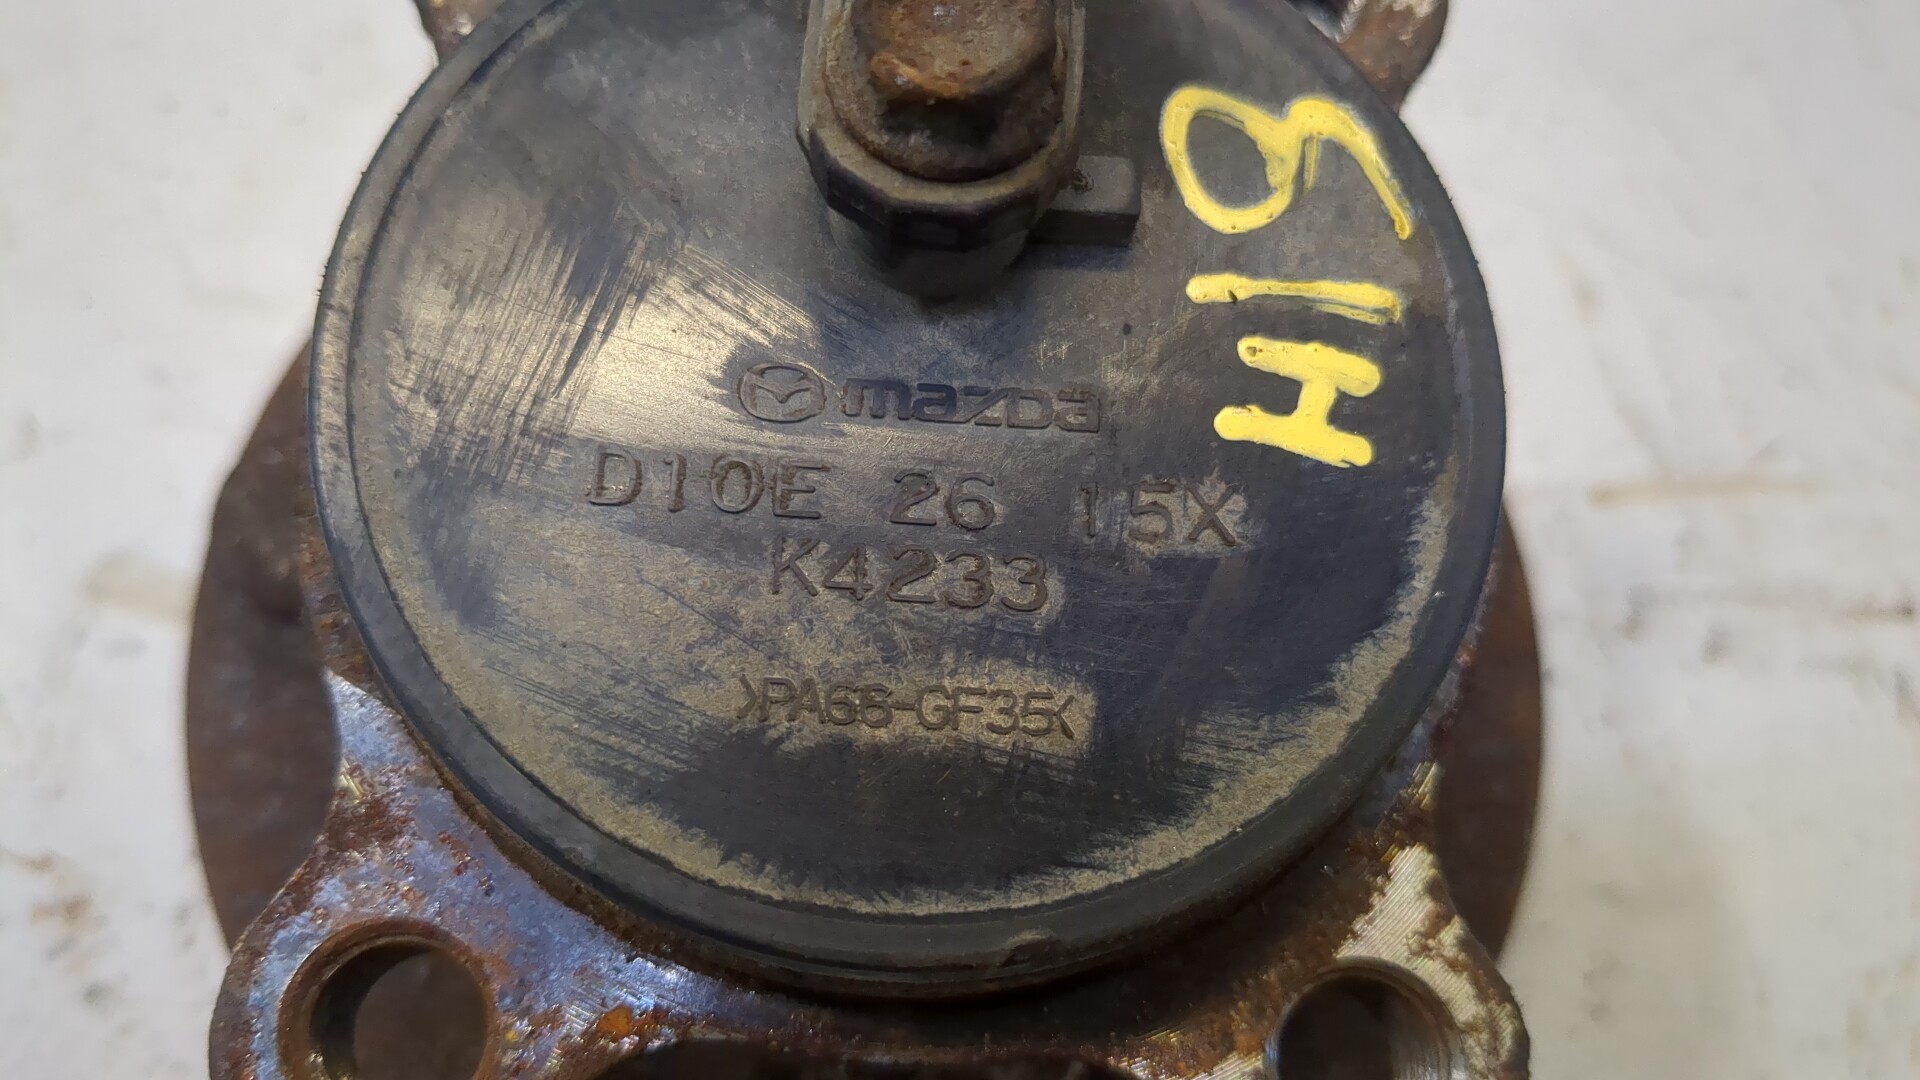 mazda
D10E 26 15X
K4233
>PA66-GF35<
H19